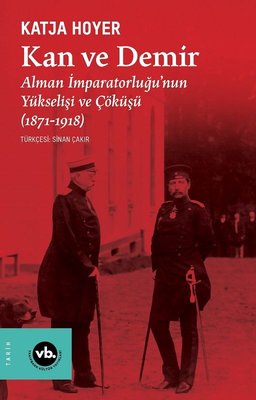 KATJA HOYER
Kan ve Demir
Alman İmparatorluğu'nun
Yükselişi ve Çöküşü
(1871-1918)
TÜRKÇESİ: SİNAN ÇAKIR
TARİH
vb.